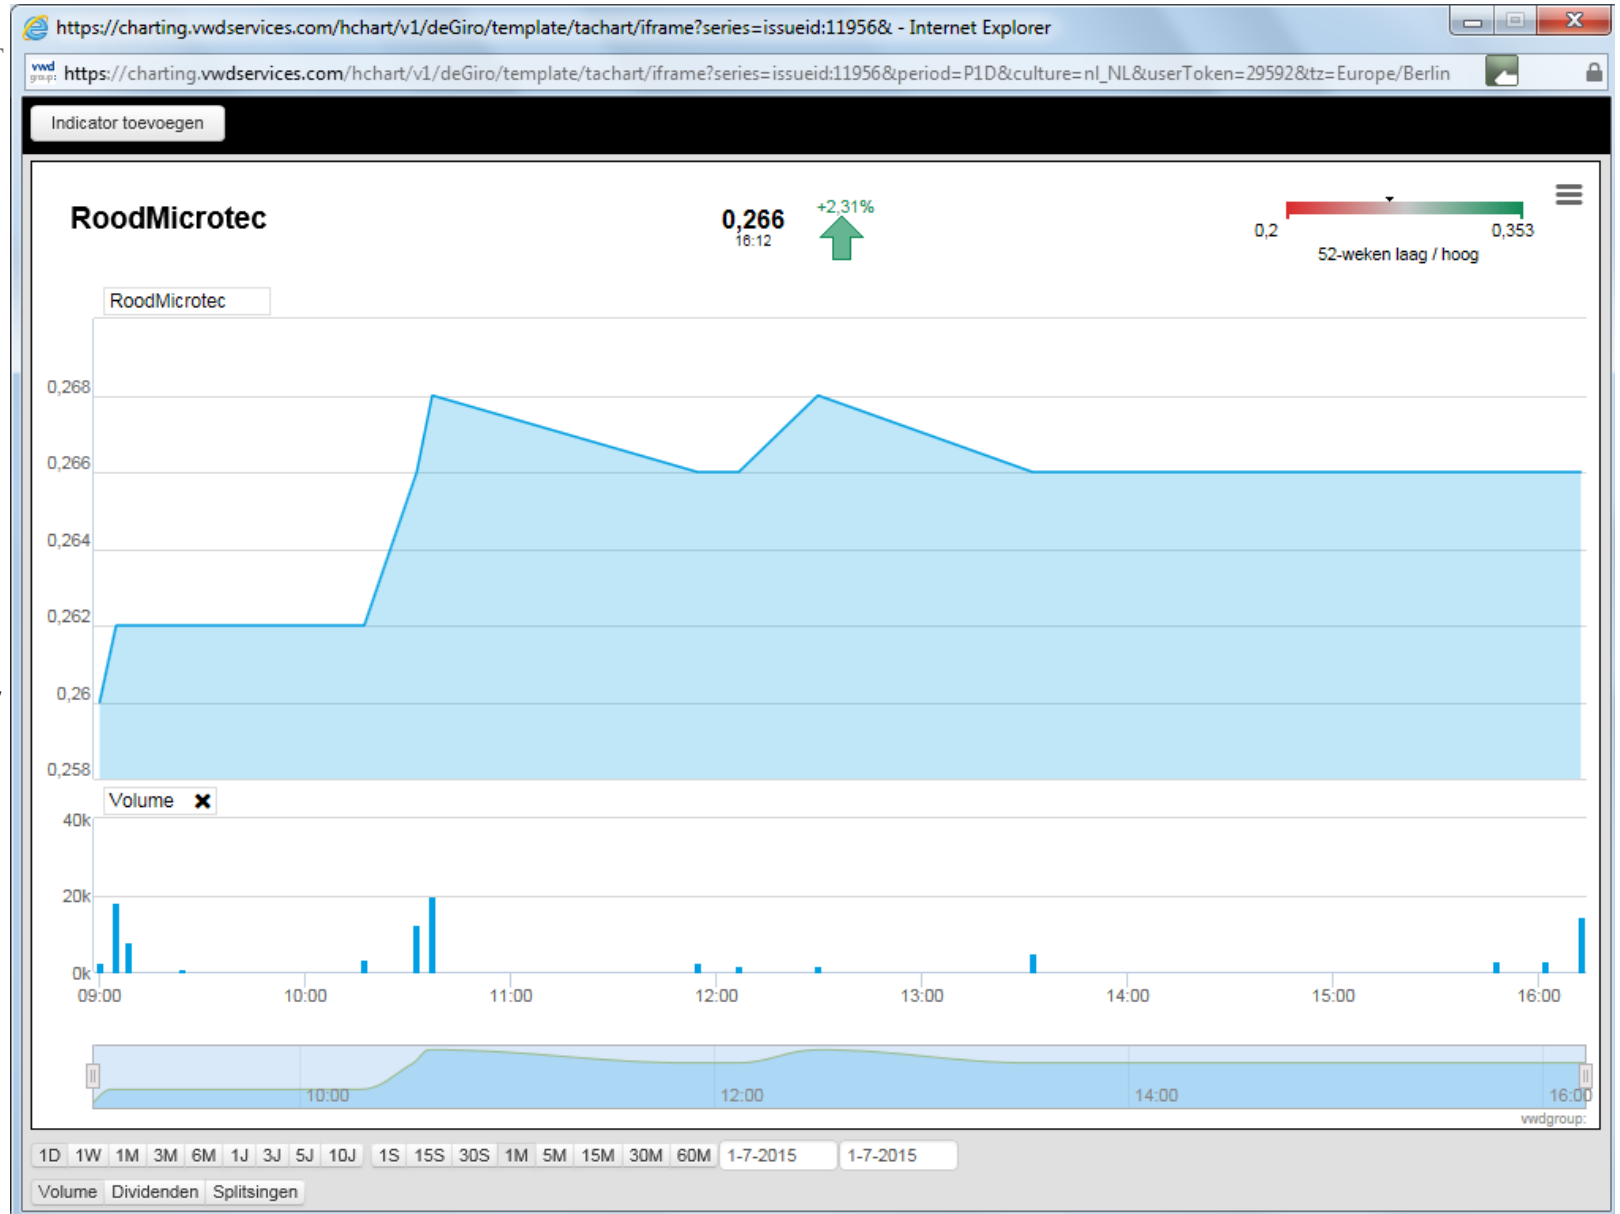 https://charting.vwdservices.com/hchart/v1/deGiro/template/tachart/iframe?series=issueid:11956& - Internet Explorer
vwd group: https://charting.vwdservices.com/hchart/v1/deGiro/template/tachart/iframe?series=issueid:11956&period=P1D&culture=nl_NL&userToken=29592&tz=Europe/Berlin
Indicator toevoegen
RoodMicrotec
0,266
16:12
+2,31%
0,2
0,353
52-weken laag / hoog
RoodMicrotec
0,268
0,266
0,264
0,262
0,26
0,258
Volume
40k
20k
0k
09:00 10:00 11:00 12:00 13:00 14:00 15:00 16:00
10:00 12:00 14:00 16:00
vwdgroup:
1D 1W 1M 3M 6M 1J 3J 5J 10J 1S 15S 30S 1M 5M 15M 30M 60M 1-7-2015 1-7-2015
Volume Dividenden Splitsingen